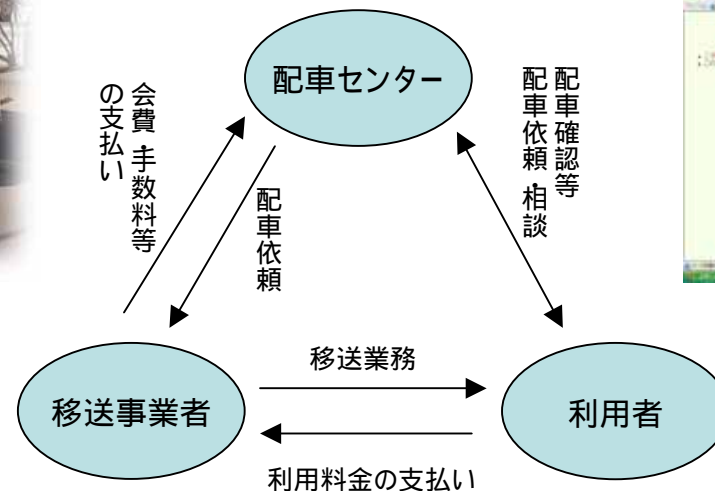 配車センター
会費・手数料等
の支払い
配車依頼
配車確認等
配車依頼・相談
移送業務
移送事業者
利用者
利用料金の支払い